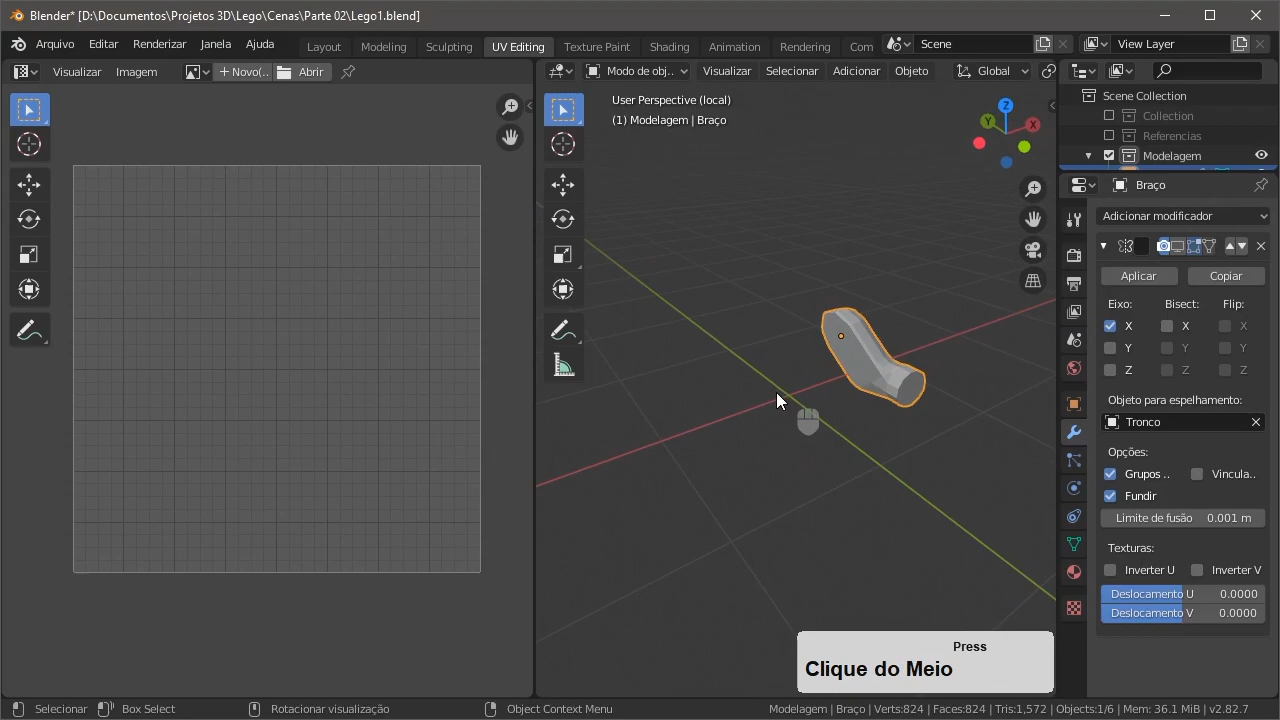 Blender* [D:\Documentos\Projetos 3D\Lego\Cenas\Parte 02\Lego1.blend]
Arquivo Editar Renderizar Janela Ajuda Layout Modeling Sculpting UV Editing Texture Paint Shading Animation Rendering Com Scene View Layer
Visualizar Imagem Novo(.. Abrir Modo de obj.. Visualizar Selecionar Adicionar Objeto Global
User Perspective (local)
(1) Modelagem | Braço
Z
Y
X
Scene Collection
Collection
Referencias
Modelagem
Braço
Adicionar modificador
Aplicar Copiar
Eixo: Bisect: Flip:
X X X
Y Y Y
Z Z Z
Objeto para espelhamento:
Tronco
Opções:
Grupos .. Vincula..
Fundir
Limite de fusão 0.001 m
Texturas:
Inverter U Inverter V
Deslocamento U 0.0000
Deslocamento V 0.0000
Press
Clique do Meio
Selecionar Box Select Rotacionar visualização Object Context Menu Modelagem | Braço | Verts:824 | Faces:824 | Tris:1,572 | Objects:1/6 | Mem: 36.1 MiB | v2.82.7